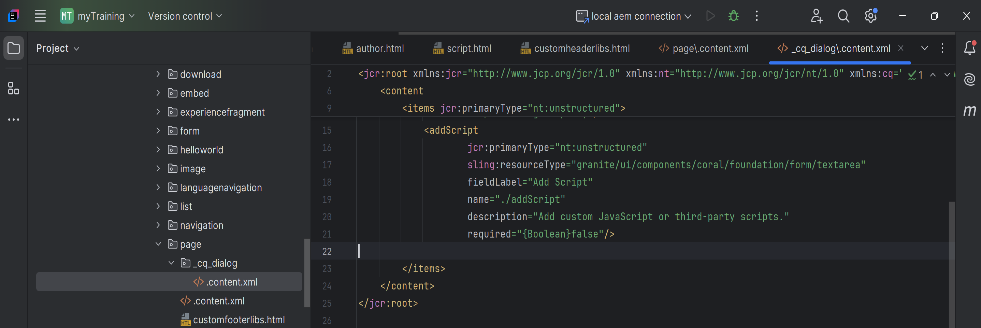 MT myTraining Version control local aem connection
Project
author.html script.html customheaderlibs.html page\.content.xml _cq_dialog\.content.xml
download
embed
experiencefragment
form
helloworld
image
languagenavigation
list
navigation
page
_cq_dialog
.content.xml
.content.xml
customfooterlibs.html
2 <jcr:root xmlns:jcr="http://www.jcp.org/jcr/1.0" xmlns:nt="http://www.jcp.org/jcr/nt/1.0" xmlns:cq=" 1
6 <content
9 <items jcr:primaryType="nt:unstructured">
15 <addScript
16 jcr:primaryType="nt:unstructured"
17 sling:resourceType="granite/ui/components/coral/foundation/form/textarea"
18 fieldLabel="Add Script"
19 name="./addScript"
20 description="Add custom JavaScript or third-party scripts."
21 required="{Boolean}false"/>
22
23 </items>
24 </content>
25 </jcr:root>
26
m